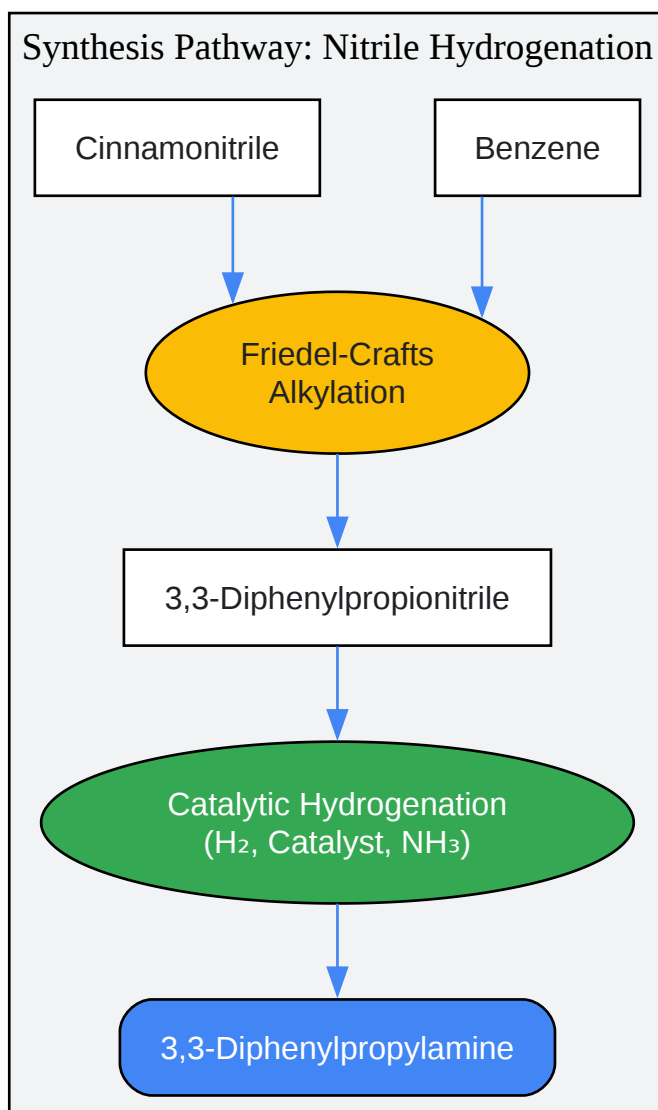 Synthesis Pathway: Nitrile Hydrogenation
Cinnamonitrile
Benzene
Friedel-Crafts
Alkylation
3,3-Diphenylpropionitrile
Catalytic Hydrogenation
(H₂, Catalyst, NH₃)
3,3-Diphenylpropylamine